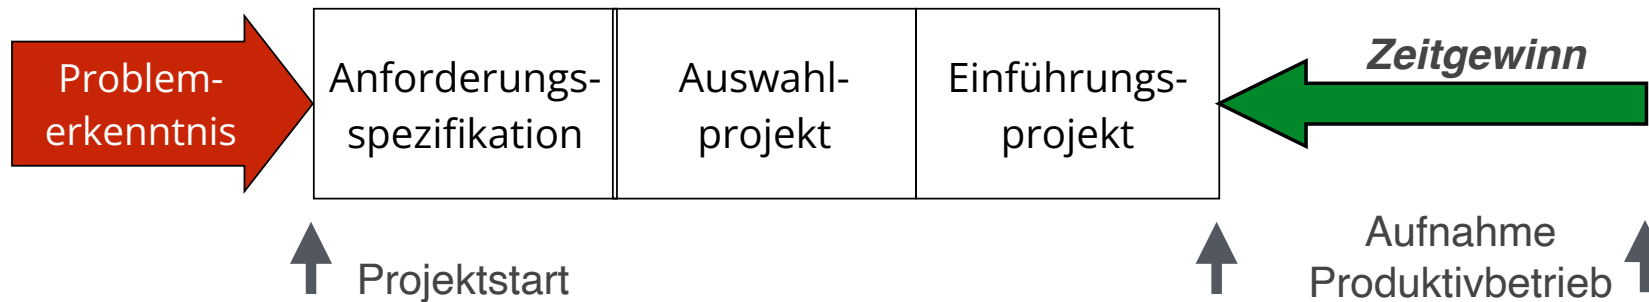 Problem-
erkenntnis
Anforderungs-
spezifikation
Auswahl-
projekt
Einführungs-
projekt
Zeitgewinn
Projektstart
Aufnahme
Produktivbetrieb